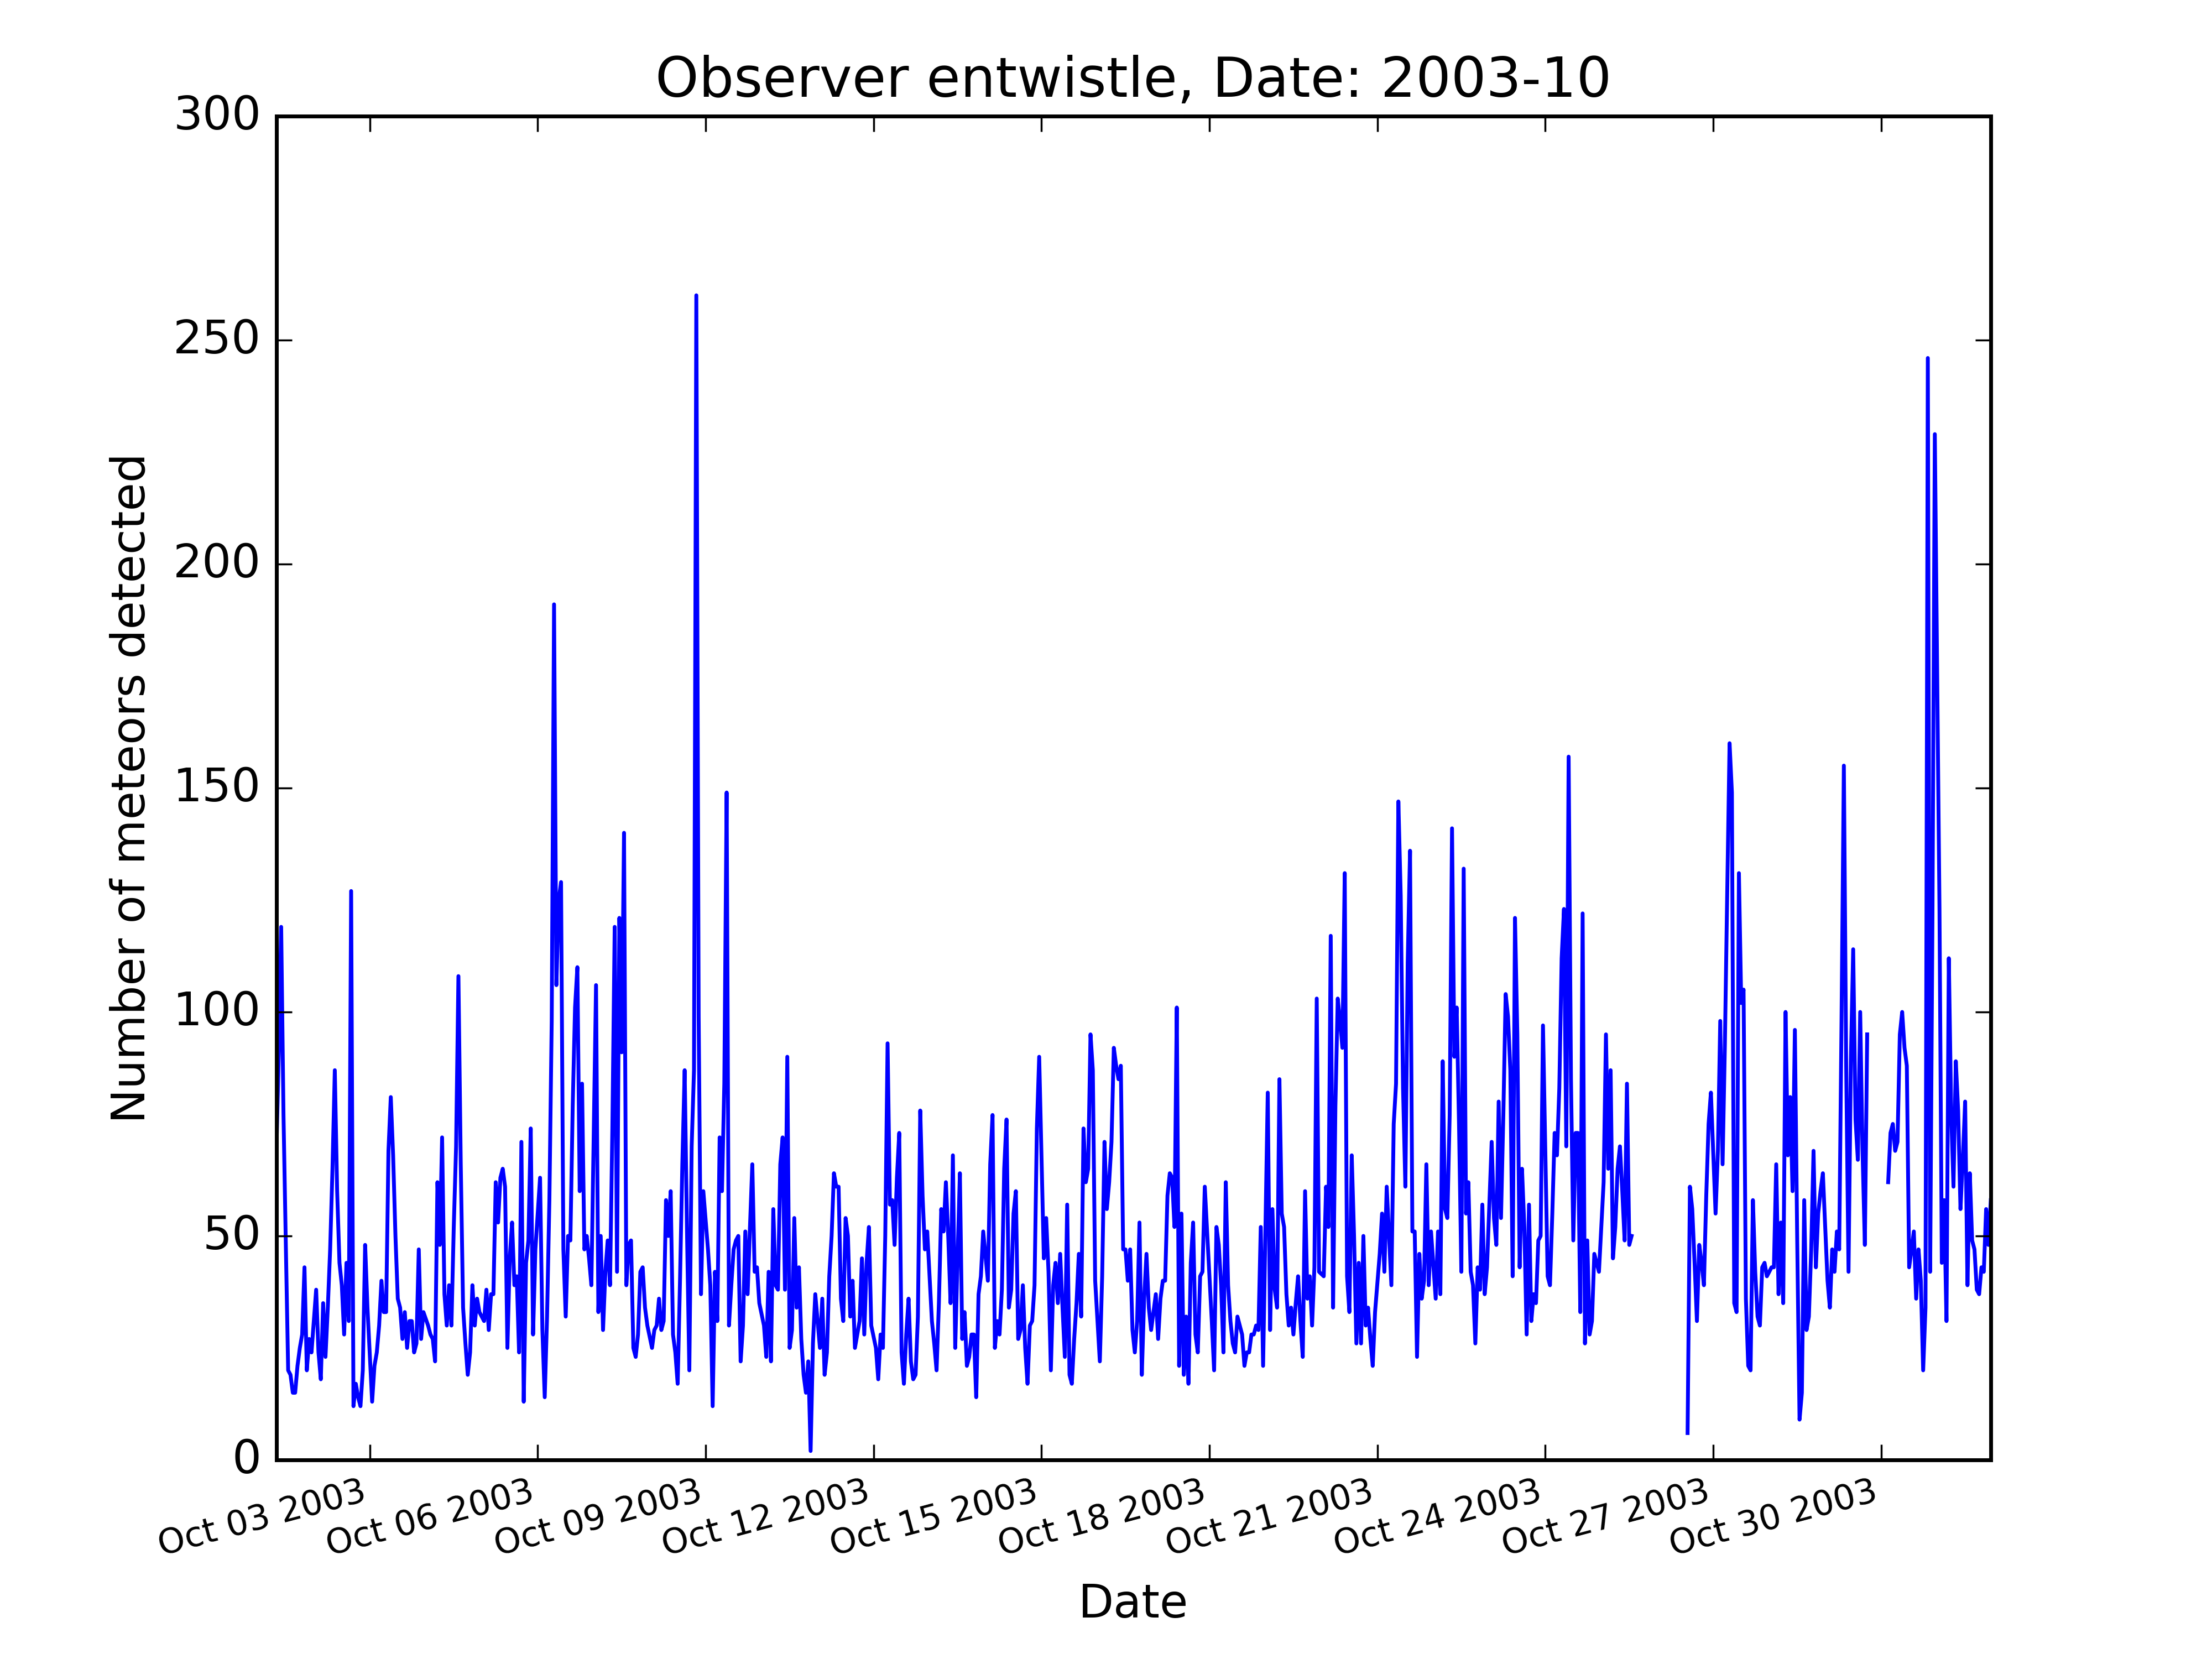 Observer entwistle, Date: 2003-10
300
250
200
150
100
50
0
Number of meteors detected
Oct 03 2003
Oct 06 2003
Oct 09 2003
Oct 12 2003
Oct 15 2003
Oct 18 2003
Oct 21 2003
Oct 24 2003
Oct 27 2003
Oct 30 2003
Date